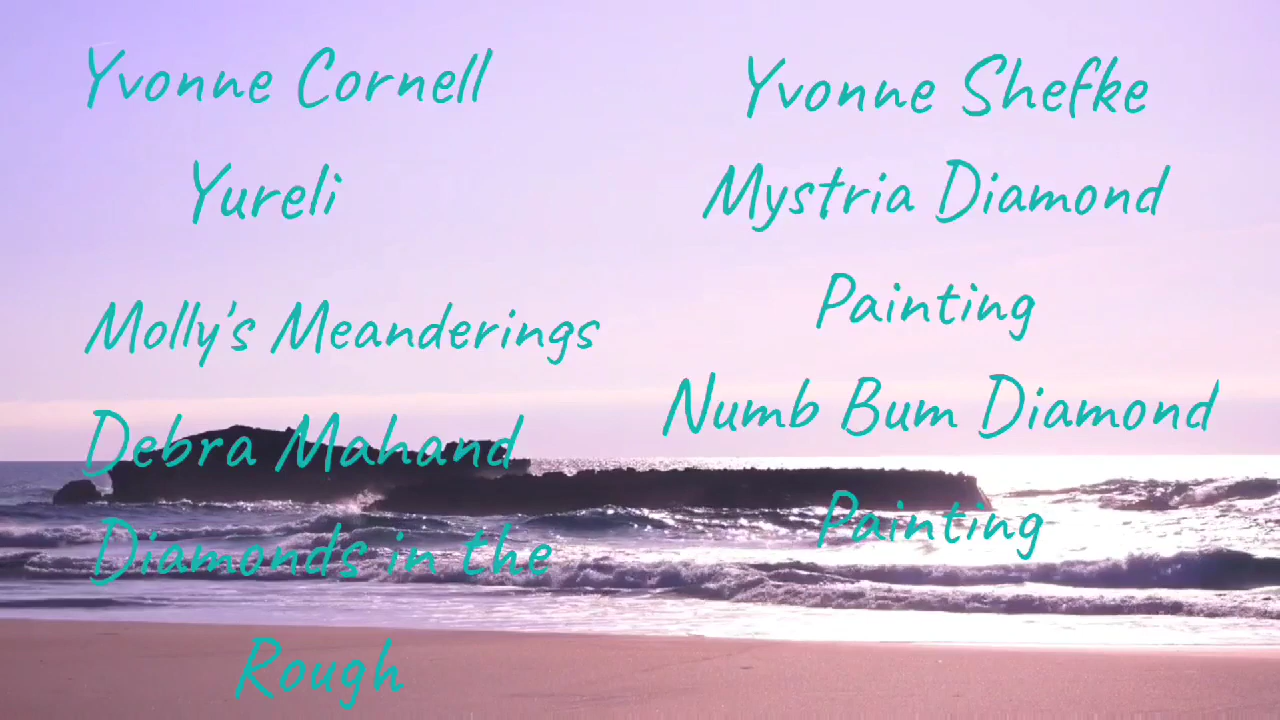 Yvonne Cornell
Yureli
Molly's Meanderings
Debra Mahand
Diamonds in the
Rough
Yvonne Shefke
Mystria Diamond
Painting
Numb Bum Diamond
Painting